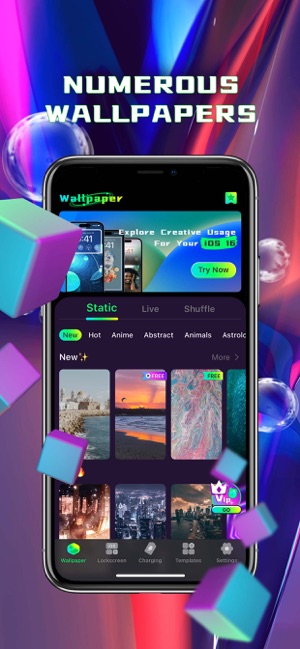 NUMEROUS
WALLPAPERS
Wallpaper
Explore Creative Usage
For Your iOS 16
Try Now
Static Live Shuffle
New Hot Anime Abstract Animals Astrolo
New✨ More >
FREE FREE
Vip
GO
Wallpaper Lockscreen Charging Templates Settings